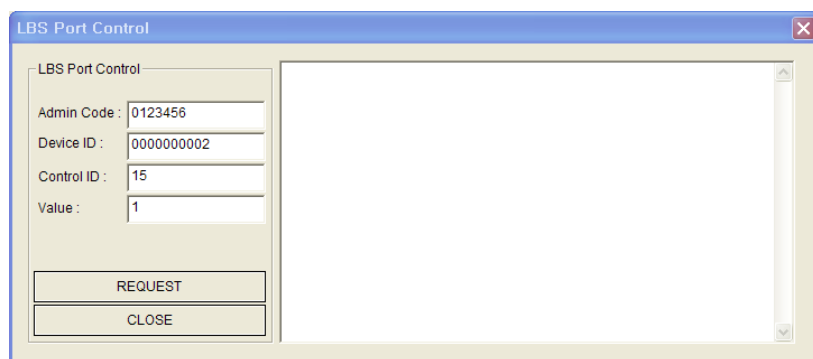 LBS Port Control
LBS Port Control
Admin Code : 0123456
Device ID : 0000000002
Control ID : 15
Value : 1
REQUEST
CLOSE